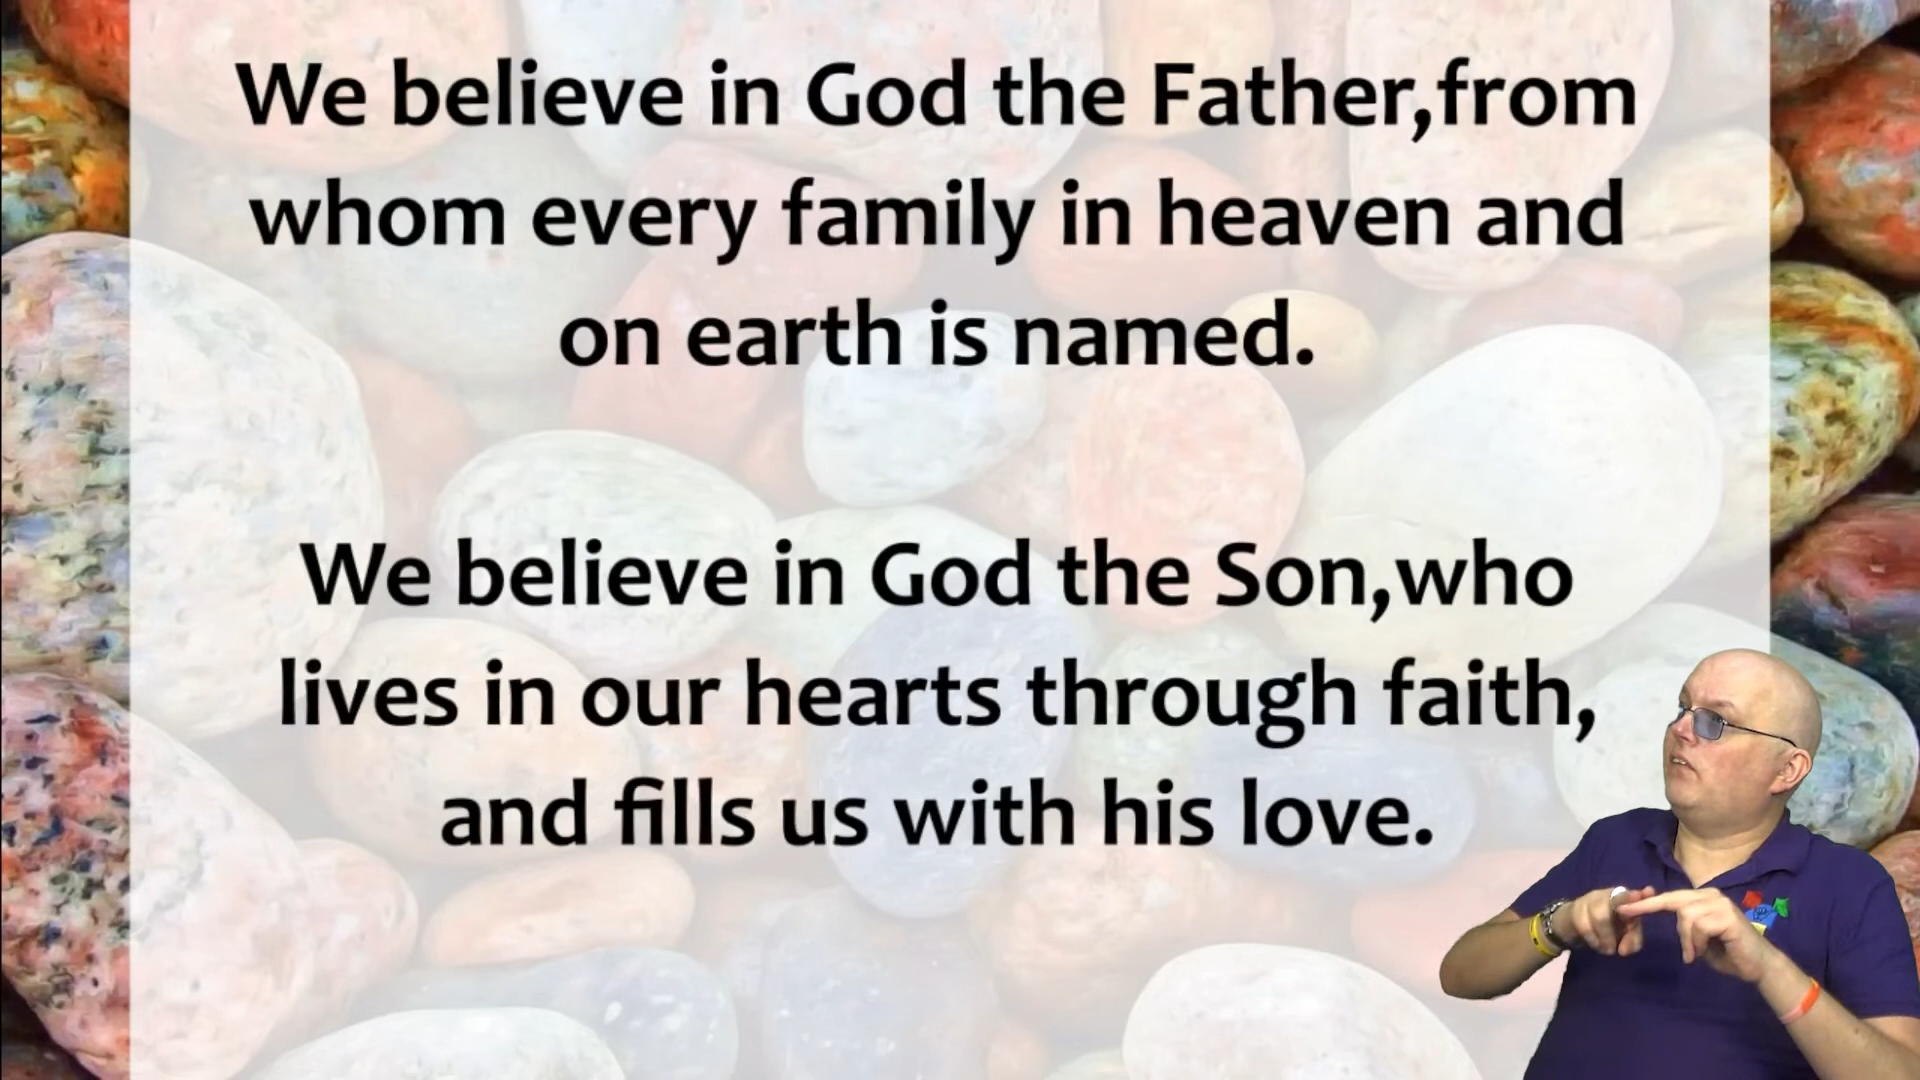 We believe in God the Father,from
whom every family in heaven and
on earth is named.
We believe in God the Son,who
lives in our hearts through faith,
and fills us with his love.